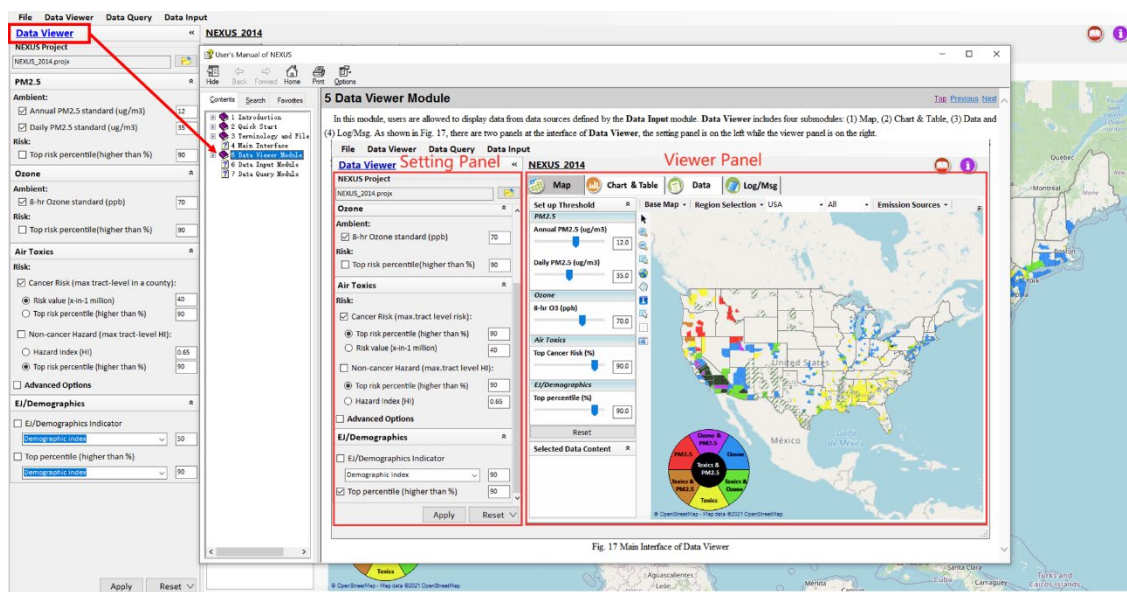 File Data Viewer Data Query Data Input
Data Viewer «
NEXUS Project
NEXUS_2014.projx
PM2.5
Ambient:
Annual PM2.5 standard (ug/m3) 12
Daily PM2.5 standard (ug/m3) 35
Risk:
Top risk percentile(higher than %) 90
Ozone
Ambient:
8-hr Ozone standard (ppb) 70
Risk:
Top risk percentile(higher than %) 90
Air Toxics
Risk:
Cancer Risk (max tract-level in a county):
Risk value (x-in-1 million) 40
Top risk percentile (higher than %) 90
Non-cancer Hazard (max tract-level HI):
Hazard Index (HI) 0.65
Top risk percentile (higher than %) 90
Advanced Options
EJ/Demographics
EJ/Demographics Indicator
Demographic index 50
Top percentile (higher than %)
Demographic index 90
Apply Reset
NEXUS 2014
User's Manual of NEXUS
Hide Back Forward Home Print Options
Contents Search Favorites
1 Introduction
2 Quick Start
3 Terminology and File
4 Main Interface
5 Data Viewer Module
6 Data Input Module
7 Data Query Module
5 Data Viewer Module Top Previous Next
In this module, users are allowed to display data from data sources defined by the Data Input module. Data Viewer includes four submodules: (1) Map, (2) Chart & Table, (3) Data and
(4) Log/Msg. As shown in Fig. 17, there are two panels at the interface of Data Viewer, the setting panel is on the left while the viewer panel is on the right.
File Data Viewer Data Query Data Input
Data Viewer Setting Panel «
NEXUS Project
NEXUS_2014.projx
Ozone
Ambient:
8-hr Ozone standard (ppb) 70
Risk:
Top risk percentile(higher than %) 90
Air Toxics
Risk:
Cancer Risk (max.tract level risk):
Top risk percentile (higher than %) 90
Risk value (x-in-1 million) 40
Non-cancer Hazard (max.tract level HI):
Top risk percentile (higher than %) 90
Hazard Index (HI) 0.65
Advanced Options
EJ/Demographics
EJ/Demographics Indicator
Demographic index 90
Top percentile (higher than %) 90
Apply Reset
NEXUS 2014 Viewer Panel
Map Chart & Table Data Log/Msg
Set up Threshold Base Map Region Selection USA All Emission Sources
PM2.5
Annual PM2.5 (ug/m3)
12.0
Daily PM2.5 (ug/m3)
35.0
Ozone
8-hr O3 (ppb)
70.0
Air Toxics
Top Cancer Risk (%)
90.0
EJ/Demographics
Top percentile (%)
90.0
Reset
Selected Data Content
United States
México
Golfo de México
Ozone & PM2.5
PM2.5
Ozone
Toxics & PM2.5
Toxics & PM2.5
Toxics & Ozone
Toxics
© OpenStreetMap - Map data ©2021 OpenStreetMap
Fig. 17 Main Interface of Data Viewer
Québec
Montréal
Maine
Boston
Toxics
© OpenStreetMap - Map data ©2021 OpenStreetMap
Aguascalientes
León
Mérida
Cancún
Santa Clara
Cuba
Camagüey
Turks and
Caicos Islands